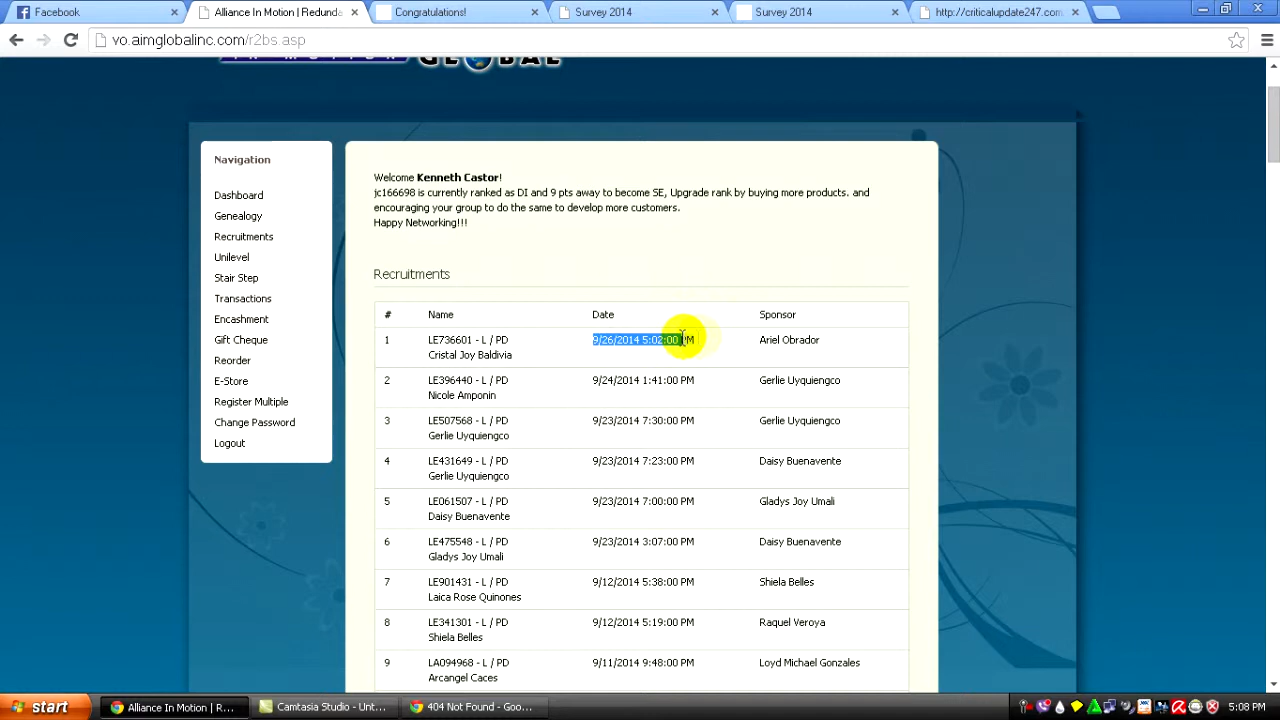 Facebook
Alliance In Motion | Redunda
Congratulations!
Survey 2014
Survey 2014
http://criticalupdate247.com
vo.aimglobalinc.com/r2bs.asp
GLOBAL
Navigation
Dashboard
Genealogy
Recruitments
Unilevel
Stair Step
Transactions
Encashment
Gift Cheque
Reorder
E-Store
Register Multiple
Change Password
Logout
Welcome Kenneth Castor!
jc166698 is currently ranked as DI and 9 pts away to become SE, Upgrade rank by buying more products. and
encouraging your group to do the same to develop more customers.
Happy Networking!!!
Recruitments
# Name Date Sponsor
1 LE736601 - L / PD 9/26/2014 5:02:00 PM Ariel Obrador
Cristal Joy Baldivia
2 LE396440 - L / PD 9/24/2014 1:41:00 PM Gerlie Uyquiengco
Nicole Amponin
3 LE507568 - L / PD 9/23/2014 7:30:00 PM Gerlie Uyquiengco
Gerlie Uyquiengco
4 LE431649 - L / PD 9/23/2014 7:23:00 PM Daisy Buenavente
Gerlie Uyquiengco
5 LE061507 - L / PD 9/23/2014 7:00:00 PM Gladys Joy Umali
Daisy Buenavente
6 LE475548 - L / PD 9/23/2014 3:07:00 PM Daisy Buenavente
Gladys Joy Umali
7 LE901431 - L / PD 9/12/2014 5:38:00 PM Shiela Belles
Laica Rose Quinones
8 LE341301 - L / PD 9/12/2014 5:19:00 PM Raquel Veroya
Shiela Belles
9 LA094968 - L / PD 9/11/2014 9:48:00 PM Loyd Michael Gonzales
Arcangel Caces
start
Alliance In Motion | R...
Camtasia Studio - Unt...
404 Not Found - Goo...
5:08 PM